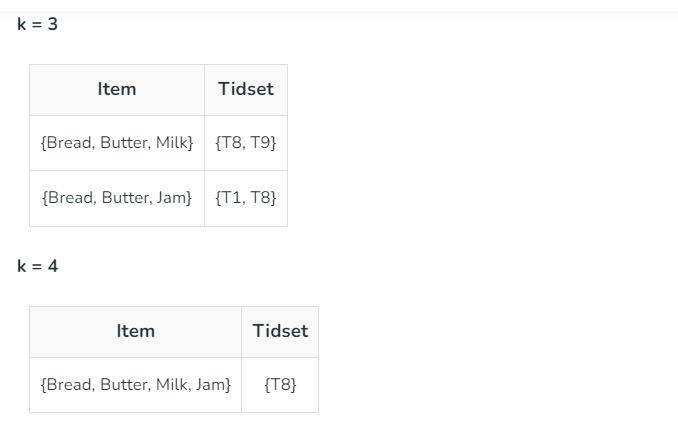 k = 3
Item Tidset
{Bread, Butter, Milk} {T8, T9}
{Bread, Butter, Jam} {T1, T8}
k = 4
Item Tidset
{Bread, Butter, Milk, Jam} {T8}